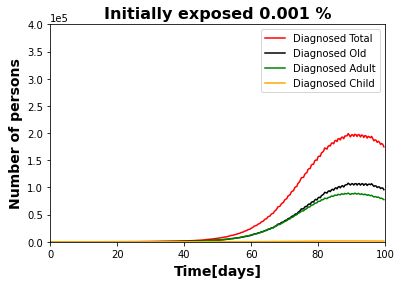 Initially exposed 0.001 %
1e5
4.0
3.5
3.0
2.5
2.0
1.5
1.0
0.5
0.0
Number of persons
Diagnosed Total
Diagnosed Old
Diagnosed Adult
Diagnosed Child
0 20 40 60 80 100
Time[days]